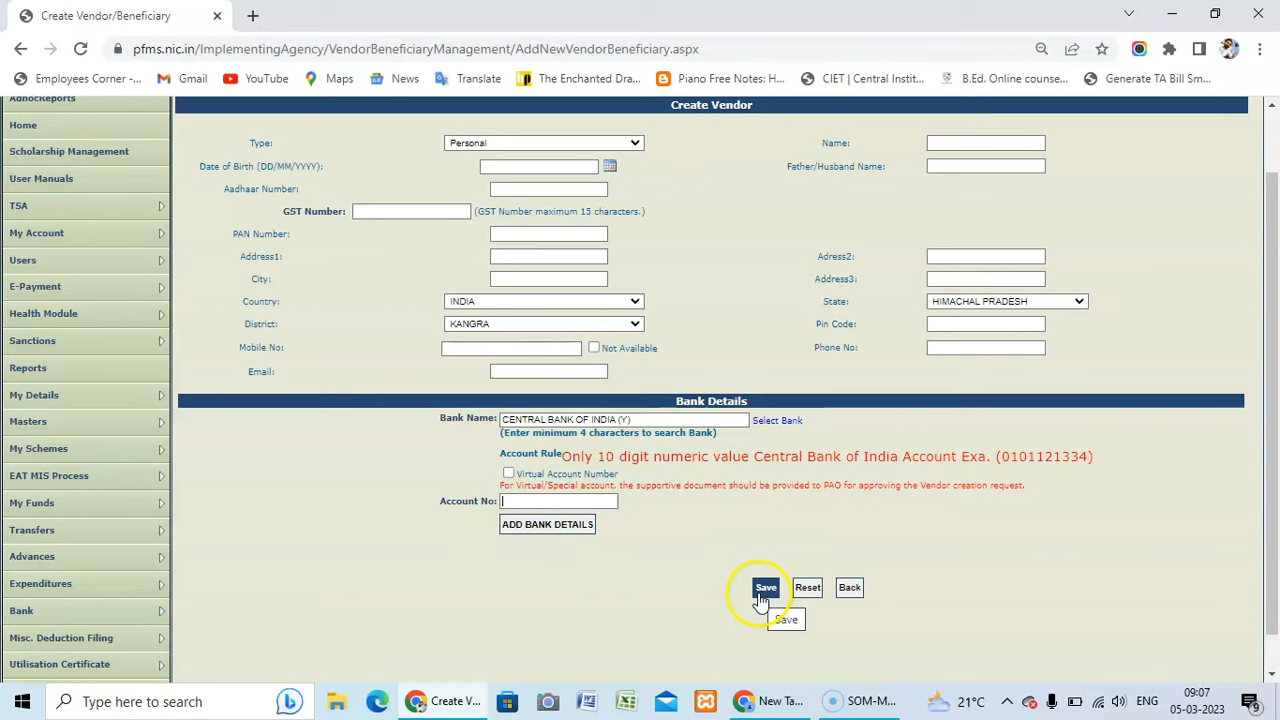 Create Vendor/Beneficiary
pfms.nic.in/ImplementingAgency/VendorBeneficiaryManagement/AddNewVendorBeneficiary.aspx
Employees Corner -... Gmail YouTube Maps News Translate The Enchanted Dra... Piano Free Notes: H... CIET | Central Instit... B.Ed. Online counse... Generate TA Bill Sm...
AdhocReports
Home
Scholarship Management
User Manuals
TSA
My Account
Users
E-Payment
Health Module
Sanctions
Reports
My Details
Masters
My Schemes
EAT MIS Process
My Funds
Transfers
Advances
Expenditures
Bank
Misc. Deduction Filing
Utilisation Certificate
Create Vendor
Type: Personal Name:
Date of Birth (DD/MM/YYYY): Father/Husband Name:
Aadhaar Number:
GST Number: (GST Number maximum 15 characters.)
PAN Number:
Address1: Adress2:
City: Address3:
Country: INDIA State: HIMACHAL PRADESH
District: KANGRA Pin Code:
Mobile No: Not Available Phone No:
Email:
Bank Details
Bank Name: CENTRAL BANK OF INDIA (Y) Select Bank
(Enter minimum 4 characters to search Bank)
Account Rule Only 10 digit numeric value Central Bank of India Account Exa. (0101121334)
Virtual Account Number
For Virtual/Special account, the supportive document should be provided to PAO for approving the Vendor creation request.
Account No:
ADD BANK DETAILS
Save Reset Back
Save
Type here to search
Create V... New Ta... SOM-M... 21°C ENG 09:07
05-03-2023
9